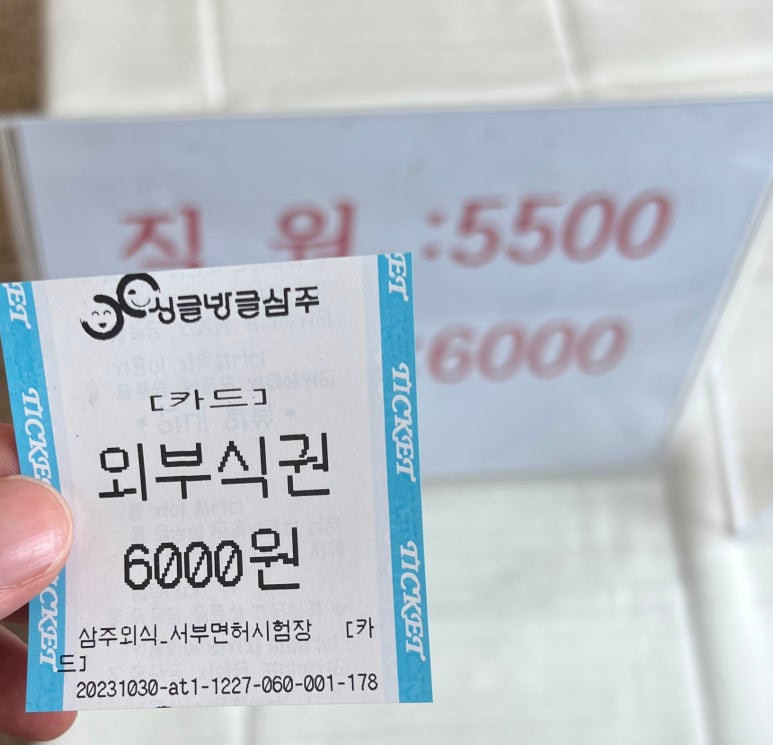 직 원 :5500
:6000
싱글벙글삼주
[카드]
외부식권
6000원
삼주외식_서부면허시험장 [카
드]
20231030-at1-1227-060-001-178
TICKET
TICKET
TICKET
TICKET